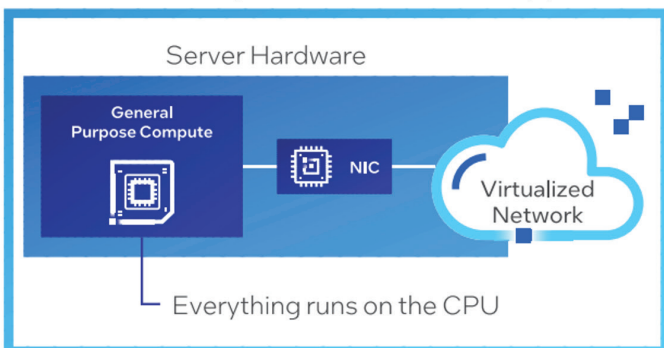 Server Hardware
General
Purpose Compute
NIC
Virtualized
Network
Everything runs on the CPU